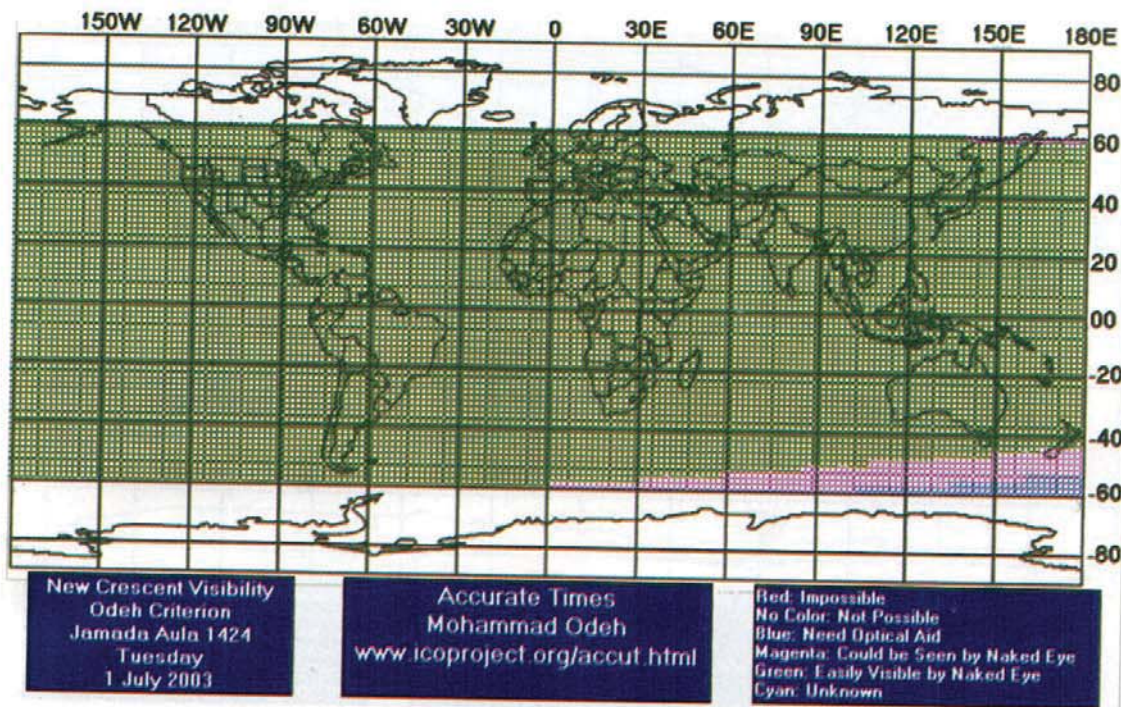 150W 120W 90W 60W 30W 0 30E 60E 90E 120E 150E 180E
80
60
40
20
00
-20
-40
-60
-80
New Crescent Visibility
Odeh Criterion
Jamada Aula 1424
Tuesday
1 July 2003
Accurate Times
Mohammad Odeh
www.icoproject.org/accut.html
Red: Impossible
No Color: Not Possible
Blue: Need Optical Aid
Magenta: Could be Seen by Naked Eye
Green: Easily Visible by Naked Eye
Cyan: Unknown